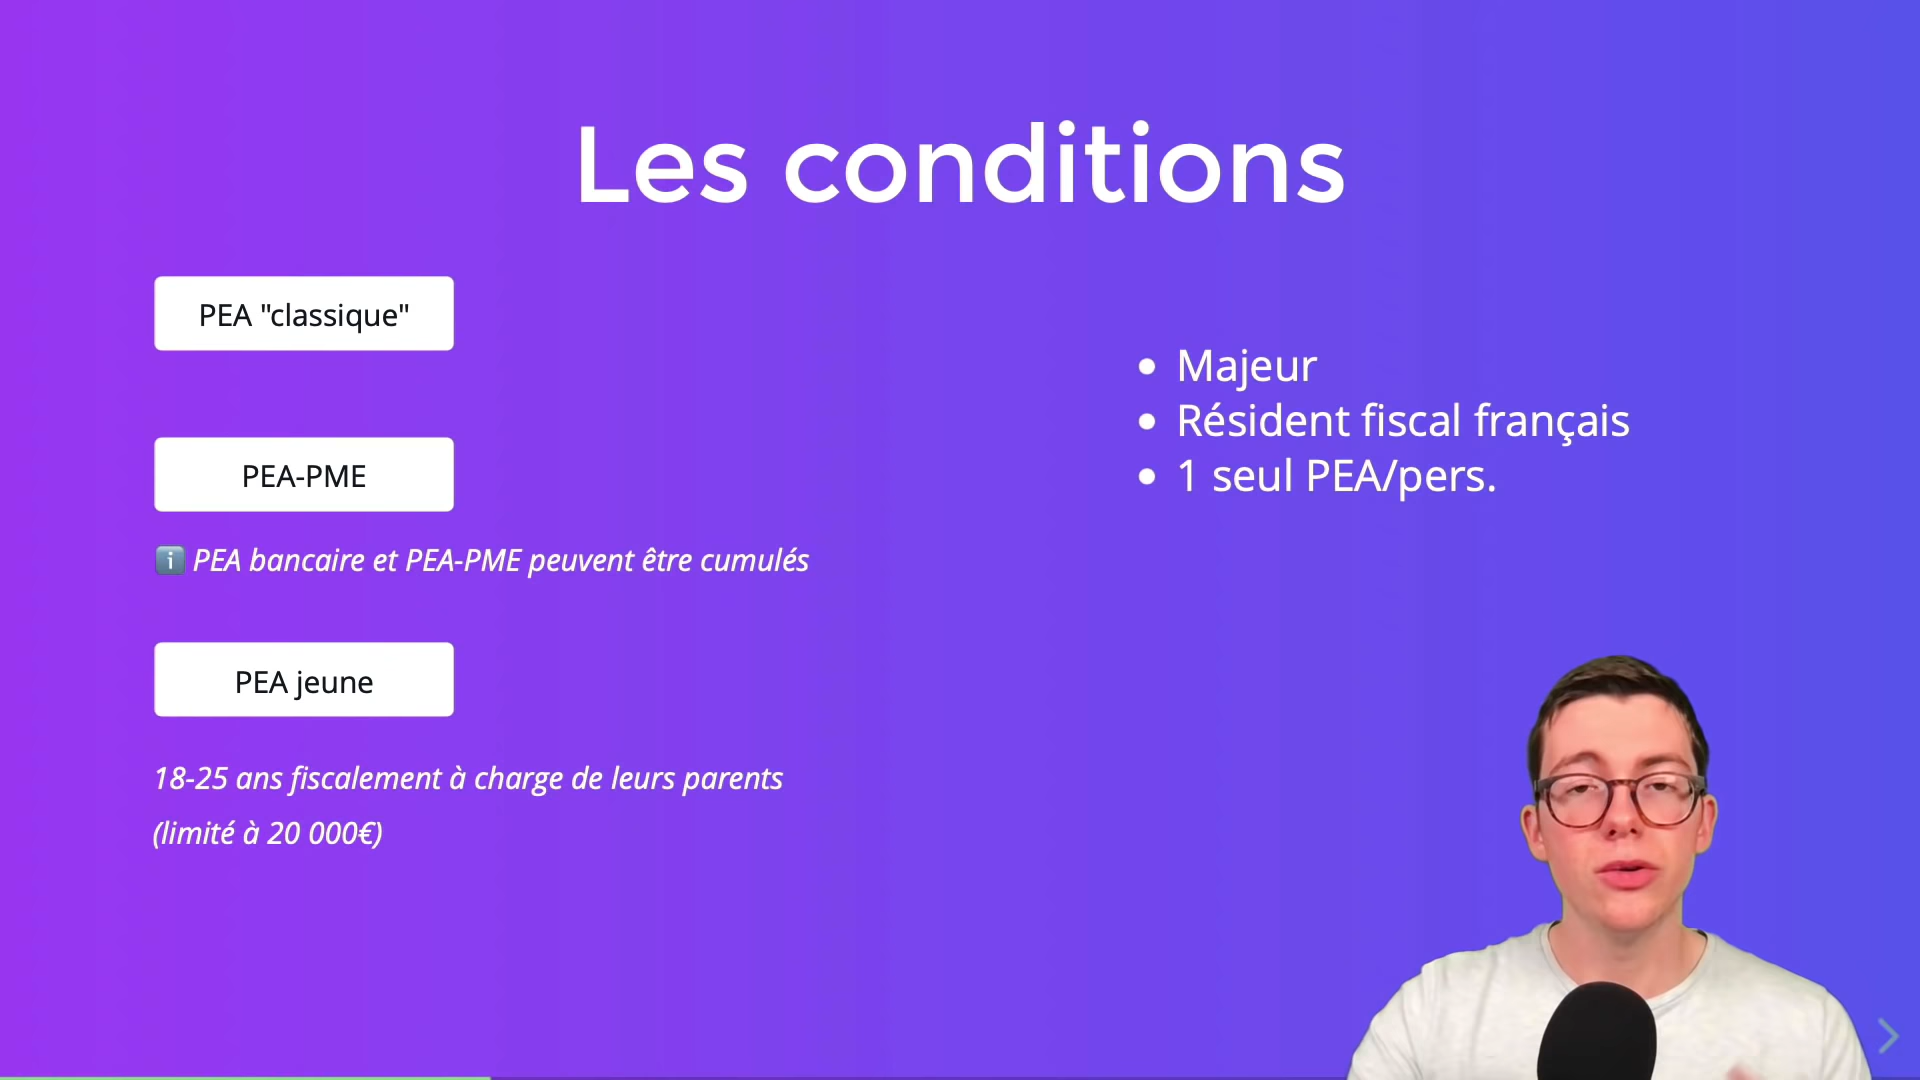 Les conditions
PEA "classique"
PEA-PME
ℹ️ PEA bancaire et PEA-PME peuvent être cumulés
PEA jeune
18-25 ans fiscalement à charge de leurs parents
(limité à 20 000€)
• Majeur
• Résident fiscal français
• 1 seul PEA/pers.